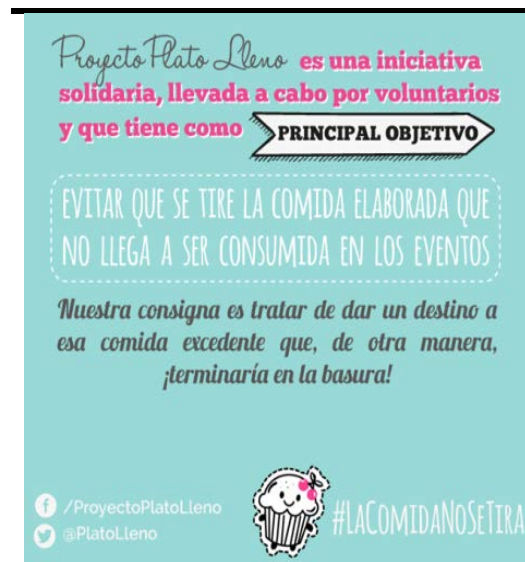 Proyecto Plato Lleno es una iniciativa
solidaria, llevada a cabo por voluntarios
y que tiene como PRINCIPAL OBJETIVO
EVITAR QUE SE TIRE LA COMIDA ELABORADA QUE
NO LLEGA A SER CONSUMIDA EN LOS EVENTOS
Nuestra consigna es tratar de dar un destino a
esa comida excedente que, de otra manera,
¡terminaría en la basura!
/ProyectoPlatoLleno
@PlatoLleno
#LACOMIDANOSETIRA